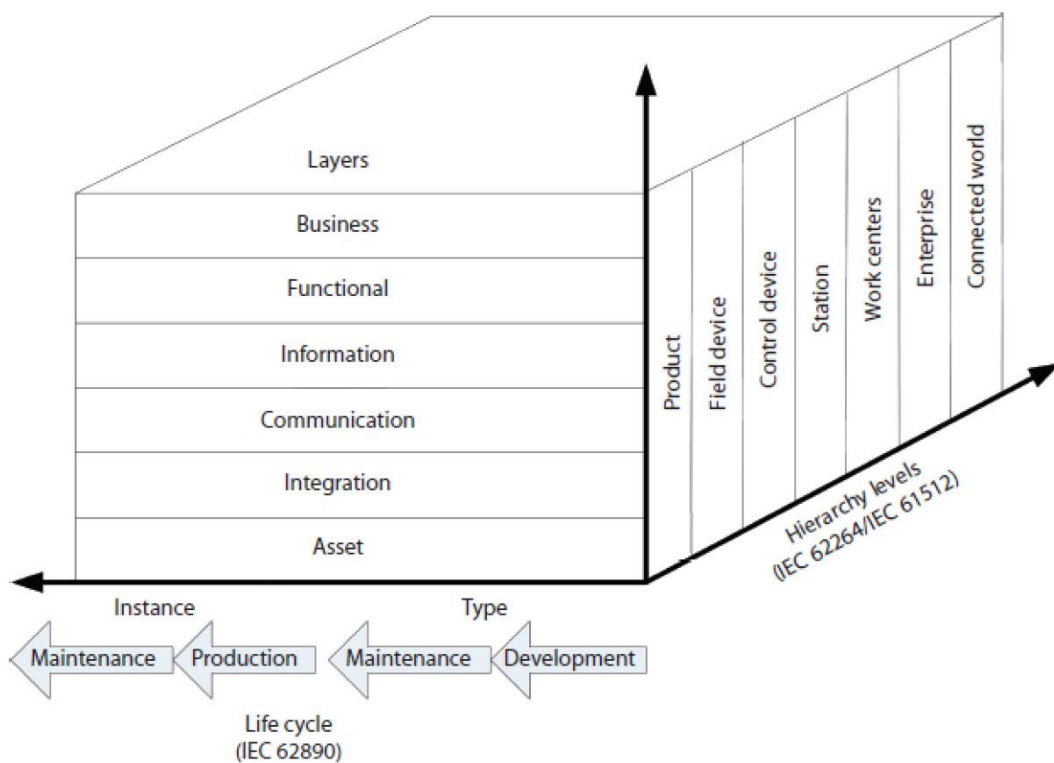 Layers
Business
Functional
Information
Communication
Integration
Asset
Product
Field device
Control device
Station
Work centers
Enterprise
Connected world
Hierarchy levels
(IEC 62264/IEC 61512)
Instance
Type
Maintenance
Production
Maintenance
Development
Life cycle
(IEC 62890)